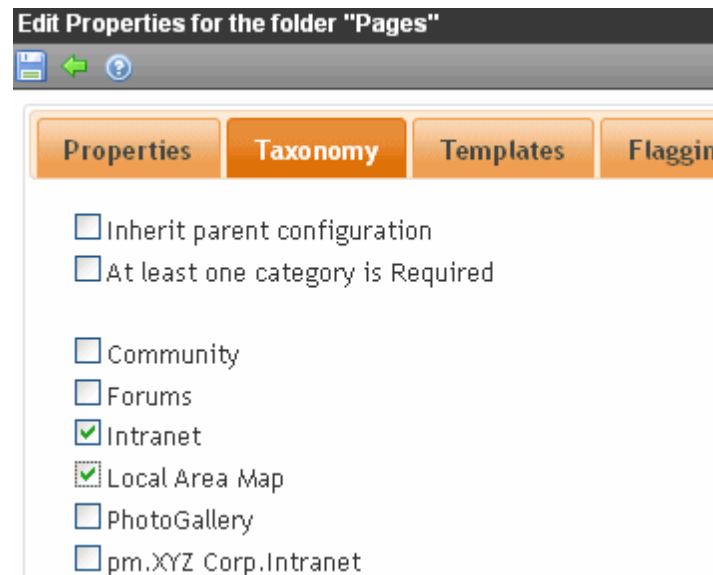 Edit Properties for the folder "Pages"
Properties Taxonomy Templates Flaggin
Inherit parent configuration
At least one category is Required
Community
Forums
Intranet
Local Area Map
PhotoGallery
pm.XYZ Corp.Intranet